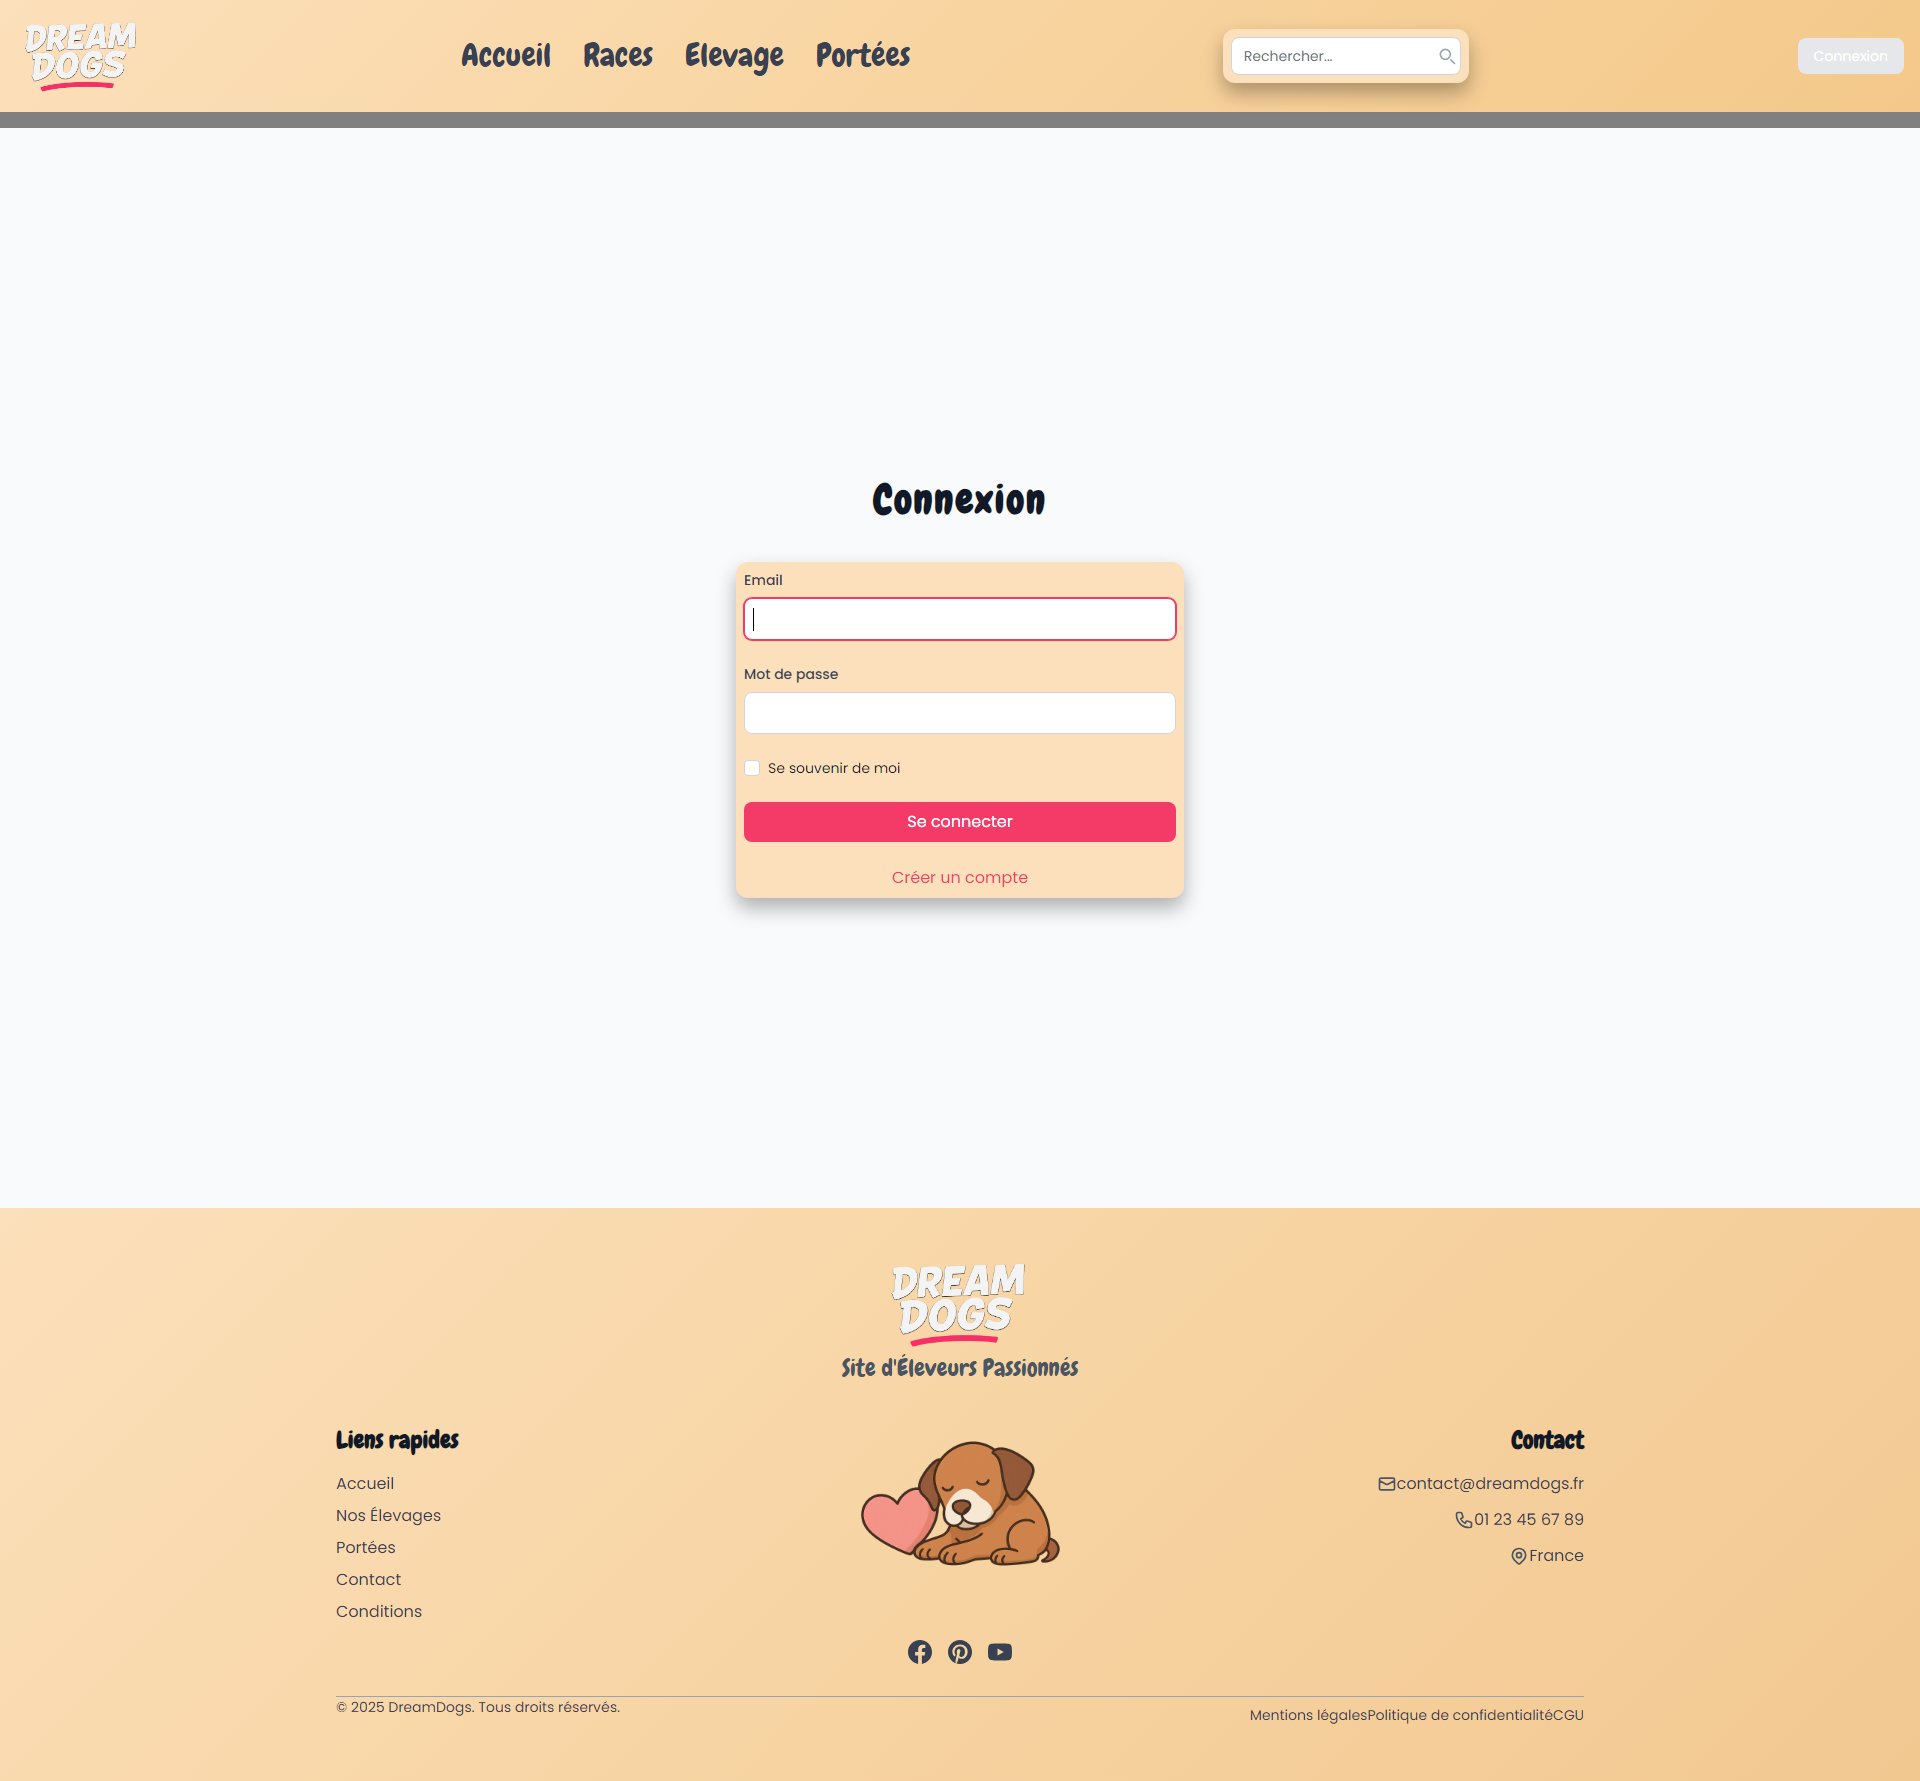 DREAM
DOGS
Accueil Races Elevage Portées
Rechercher...
Connexion
Connexion
Email
Mot de passe
Se souvenir de moi
Se connecter
Créer un compte
DREAM
DOGS
Site d'Éleveurs Passionnés
Liens rapides
Accueil
Nos Élevages
Portées
Contact
Conditions
Contact
contact@dreamdogs.fr
01 23 45 67 89
France
© 2025 DreamDogs. Tous droits réservés.
Mentions légalesPolitique de confidentialitéCGU